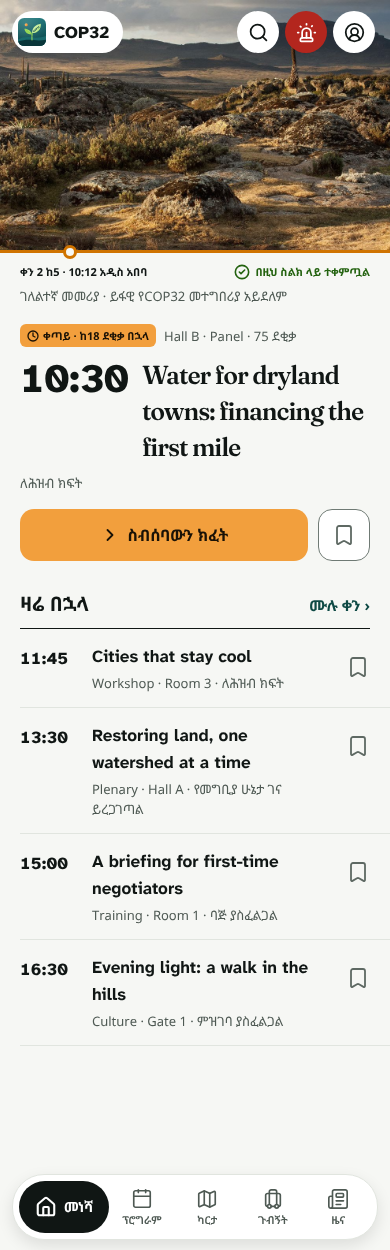 COP32
ቀን 2 ከ5 · 10:12 አዲስ አበባ
በዚህ ስልክ ላይ ተቀምጧል
ገለልተኛ መመሪያ · ይፋዊ የCOP32 መተግበሪያ አይደለም
ቀጣይ · ከ18 ደቂቃ በኋላ
Hall B · Panel · 75 ደቂቃ
10:30
Water for dryland
towns: financing the
first mile
ለሕዝብ ክፍት
ስብሰባውን ክፈት
ዛሬ በኋላ
ሙሉ ቀን ›
11:45
Cities that stay cool
Workshop · Room 3 · ለሕዝብ ክፍት
13:30
Restoring land, one
watershed at a time
Plenary · Hall A · የመግቢያ ሁኔታ ገና
ይረጋገጣል
15:00
A briefing for first-time
negotiators
Training · Room 1 · ባጅ ያስፈልጋል
16:30
Evening light: a walk in the
hills
Culture · Gate 1 · ምዝገባ ያስፈልጋል
መነሻ
ፕሮግራም
ካርታ
ጉብኝት
ዜና